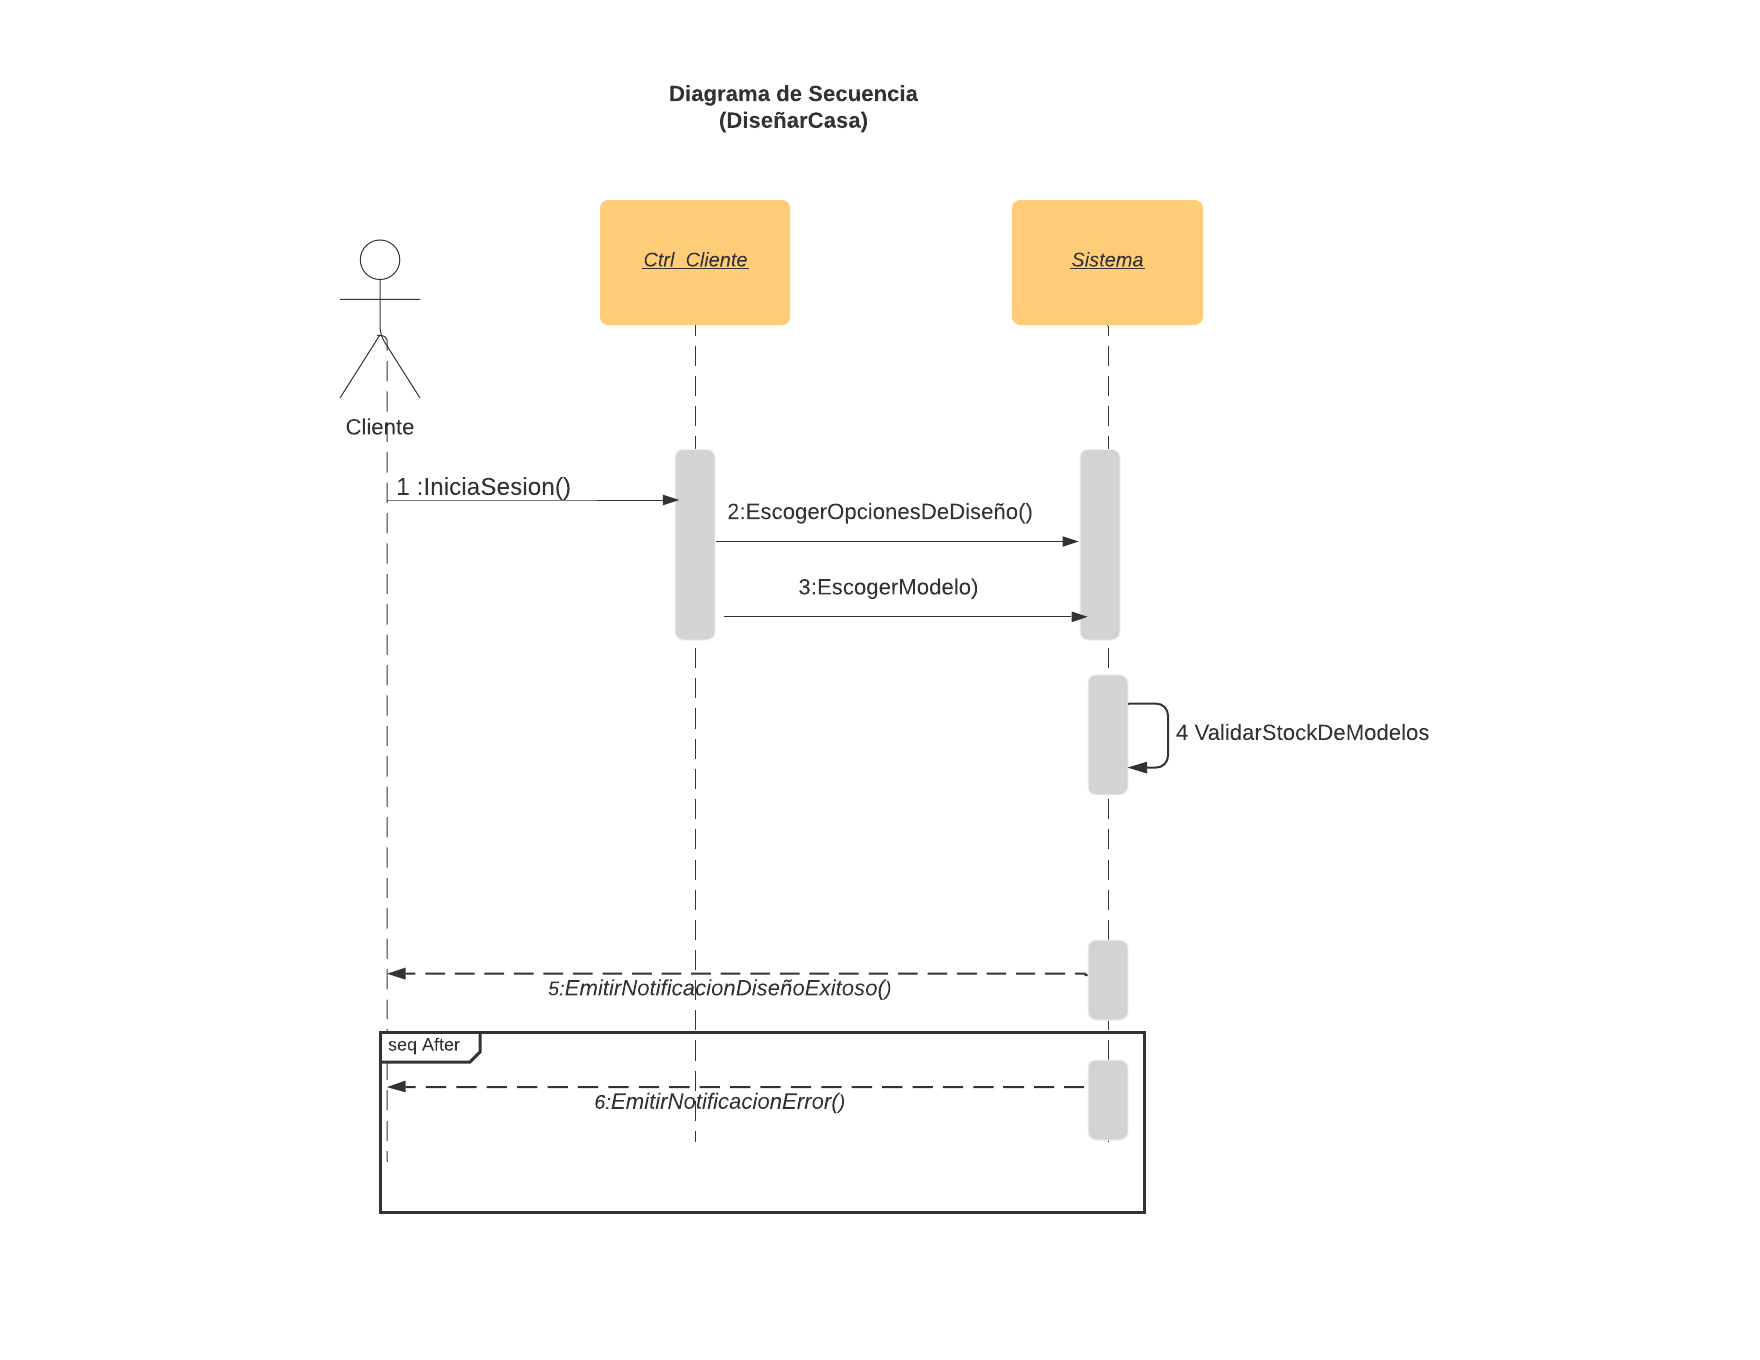 Diagrama de Secuencia
(DiseñarCasa)
Ctrl_Cliente
Sistema
Cliente
1 :IniciaSesion()
2:EscogerOpcionesDeDiseño()
3:EscogerModelo)
4 ValidarStockDeModelos
5:EmitirNotificacionDiseñoExitoso()
seq After
6:EmitirNotificacionError()